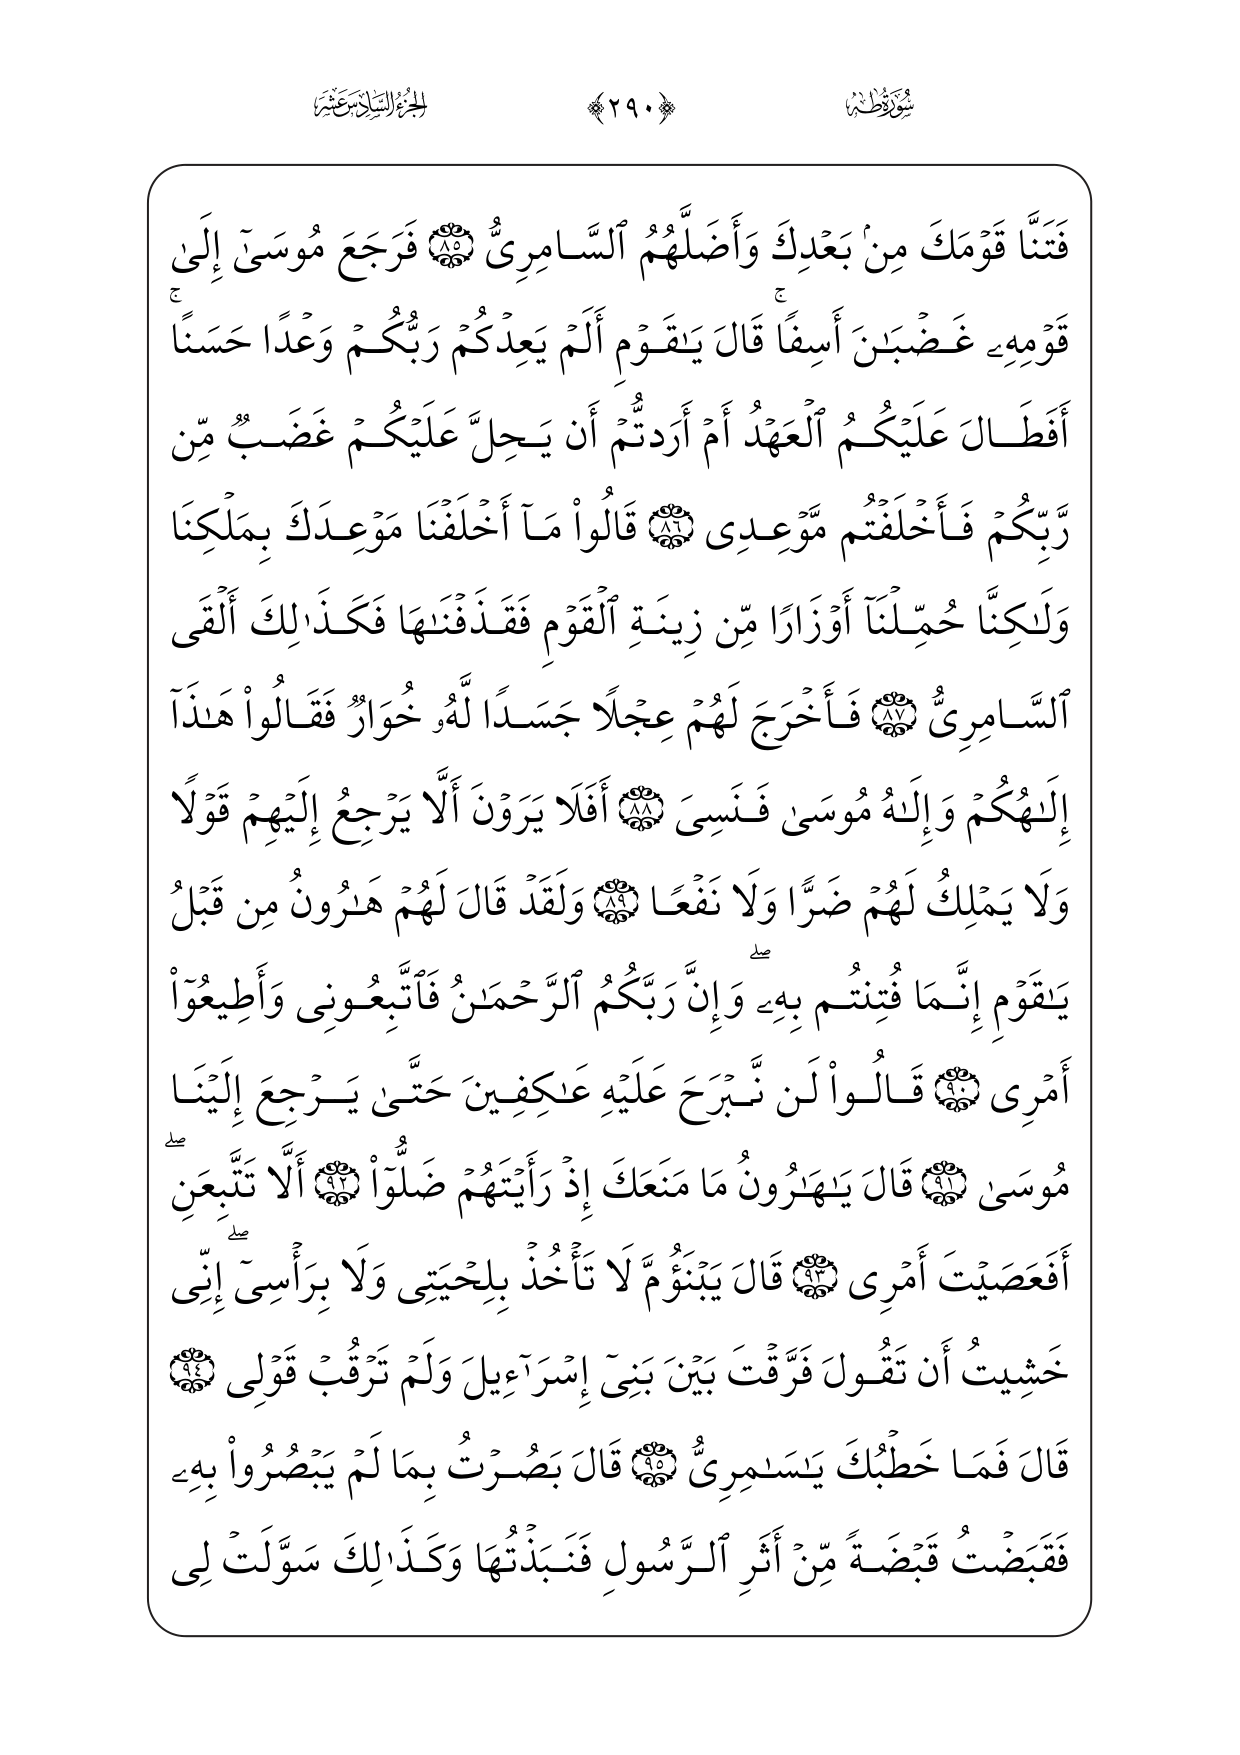 سُورَةُ طٰهٰ ﴿٢٩٠﴾ الجُزْءُ السَّادِسَ عَشَرَ
فَتَنَّا قَوۡمَكَ مِنۢ بَعۡدِكَ وَأَضَلَّهُمُ ٱلسَّامِرِىُّ ٨٥ فَرَجَعَ مُوسَىٰٓ إِلَىٰ
قَوۡمِهِۦ غَضۡبَٰنَ أَسِفٗاۚ قَالَ يَٰقَوۡمِ أَلَمۡ يَعِدۡكُمۡ رَبُّكُمۡ وَعۡدًا حَسَنًاۚ
أَفَطَالَ عَلَيۡكُمُ ٱلۡعَهۡدُ أَمۡ أَرَدتُّمۡ أَن يَحِلَّ عَلَيۡكُمۡ غَضَبٞ مِّن
رَّبِّكُمۡ فَأَخۡلَفۡتُم مَّوۡعِدِى ٨٦ قَالُواْ مَآ أَخۡلَفۡنَا مَوۡعِدَكَ بِمَلۡكِنَا
وَلَٰكِنَّا حُمِّلۡنَآ أَوۡزَارٗا مِّن زِينَةِ ٱلۡقَوۡمِ فَقَذَفۡنَٰهَا فَكَذَٰلِكَ أَلۡقَى
ٱلسَّامِرِىُّ ٨٧ فَأَخۡرَجَ لَهُمۡ عِجۡلٗا جَسَدٗا لَّهُۥ خُوَارٞ فَقَالُواْ هَٰذَآ
إِلَٰهُكُمۡ وَإِلَٰهُ مُوسَىٰ فَنَسِىَ ٨٨ أَفَلَا يَرَوۡنَ أَلَّا يَرۡجِعُ إِلَيۡهِمۡ قَوۡلٗا
وَلَا يَمۡلِكُ لَهُمۡ ضَرّٗا وَلَا نَفۡعٗا ٨٩ وَلَقَدۡ قَالَ لَهُمۡ هَٰرُونُ مِن قَبۡلُ
يَٰقَوۡمِ إِنَّمَا فُتِنتُم بِهِۦۖ وَإِنَّ رَبَّكُمُ ٱلرَّحۡمَٰنُ فَٱتَّبِعُونِى وَأَطِيعُوٓاْ
أَمۡرِى ٩٠ قَالُواْ لَن نَّبۡرَحَ عَلَيۡهِ عَٰكِفِينَ حَتَّىٰ يَرۡجِعَ إِلَيۡنَا
مُوسَىٰ ٩١ قَالَ يَٰهَٰرُونُ مَا مَنَعَكَ إِذۡ رَأَيۡتَهُمۡ ضَلُّوٓاْ ٩٢ أَلَّا تَتَّبِعَنِۖ
أَفَعَصَيۡتَ أَمۡرِى ٩٣ قَالَ يَبۡنَؤُمَّ لَا تَأۡخُذۡ بِلِحۡيَتِى وَلَا بِرَأۡسِىٓۖ إِنِّى
خَشِيتُ أَن تَقُولَ فَرَّقۡتَ بَيۡنَ بَنِىٓ إِسۡرَٰٓءِيلَ وَلَمۡ تَرۡقُبۡ قَوۡلِى ٩٤
قَالَ فَمَا خَطۡبُكَ يَٰسَٰمِرِىُّ ٩٥ قَالَ بَصُرۡتُ بِمَا لَمۡ يَبۡصُرُواْ بِهِۦ
فَقَبَضۡتُ قَبۡضَةٗ مِّنۡ أَثَرِ ٱلرَّسُولِ فَنَبَذۡتُهَا وَكَذَٰلِكَ سَوَّلَتۡ لِى